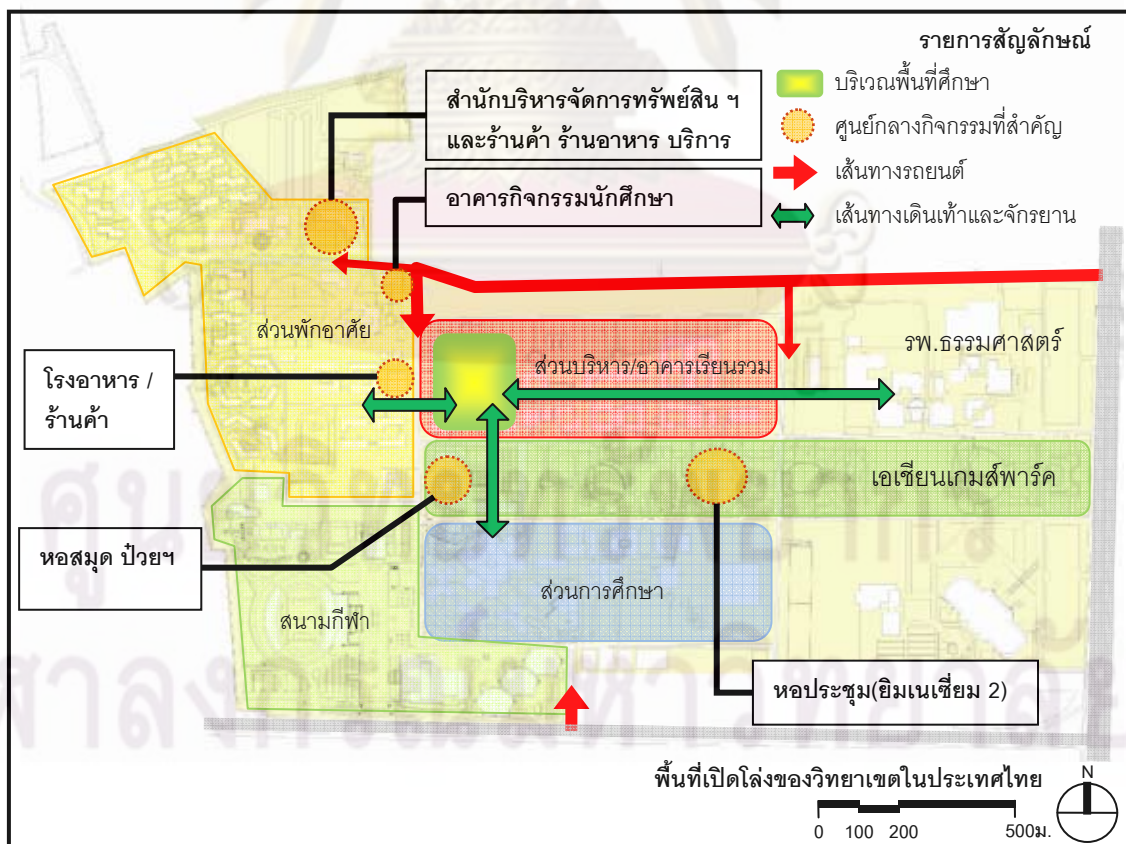 รายการสัญลักษณ์
บริเวณพื้นที่ศึกษา
ศูนย์กลางกิจกรรมที่สำคัญ
เส้นทางรถยนต์
เส้นทางเดินเท้าและจักรยาน
สำนักบริหารจัดการทรัพย์สิน ฯ
และร้านค้า ร้านอาหาร บริการ
อาคารกิจกรรมนักศึกษา
ส่วนพักอาศัย
ส่วนบริหาร/อาคารเรียนรวม
รพ.ธรรมศาสตร์
โรงอาหาร /
ร้านค้า
เอเชียนเกมส์พาร์ค
หอสมุด ป๋วยฯ
ส่วนการศึกษา
สนามกีฬา
หอประชุม(ยิมเนเซี่ยม 2)
พื้นที่เปิดโล่งของวิทยาเขตในประเทศไทย
N
0 100 200 500ม.